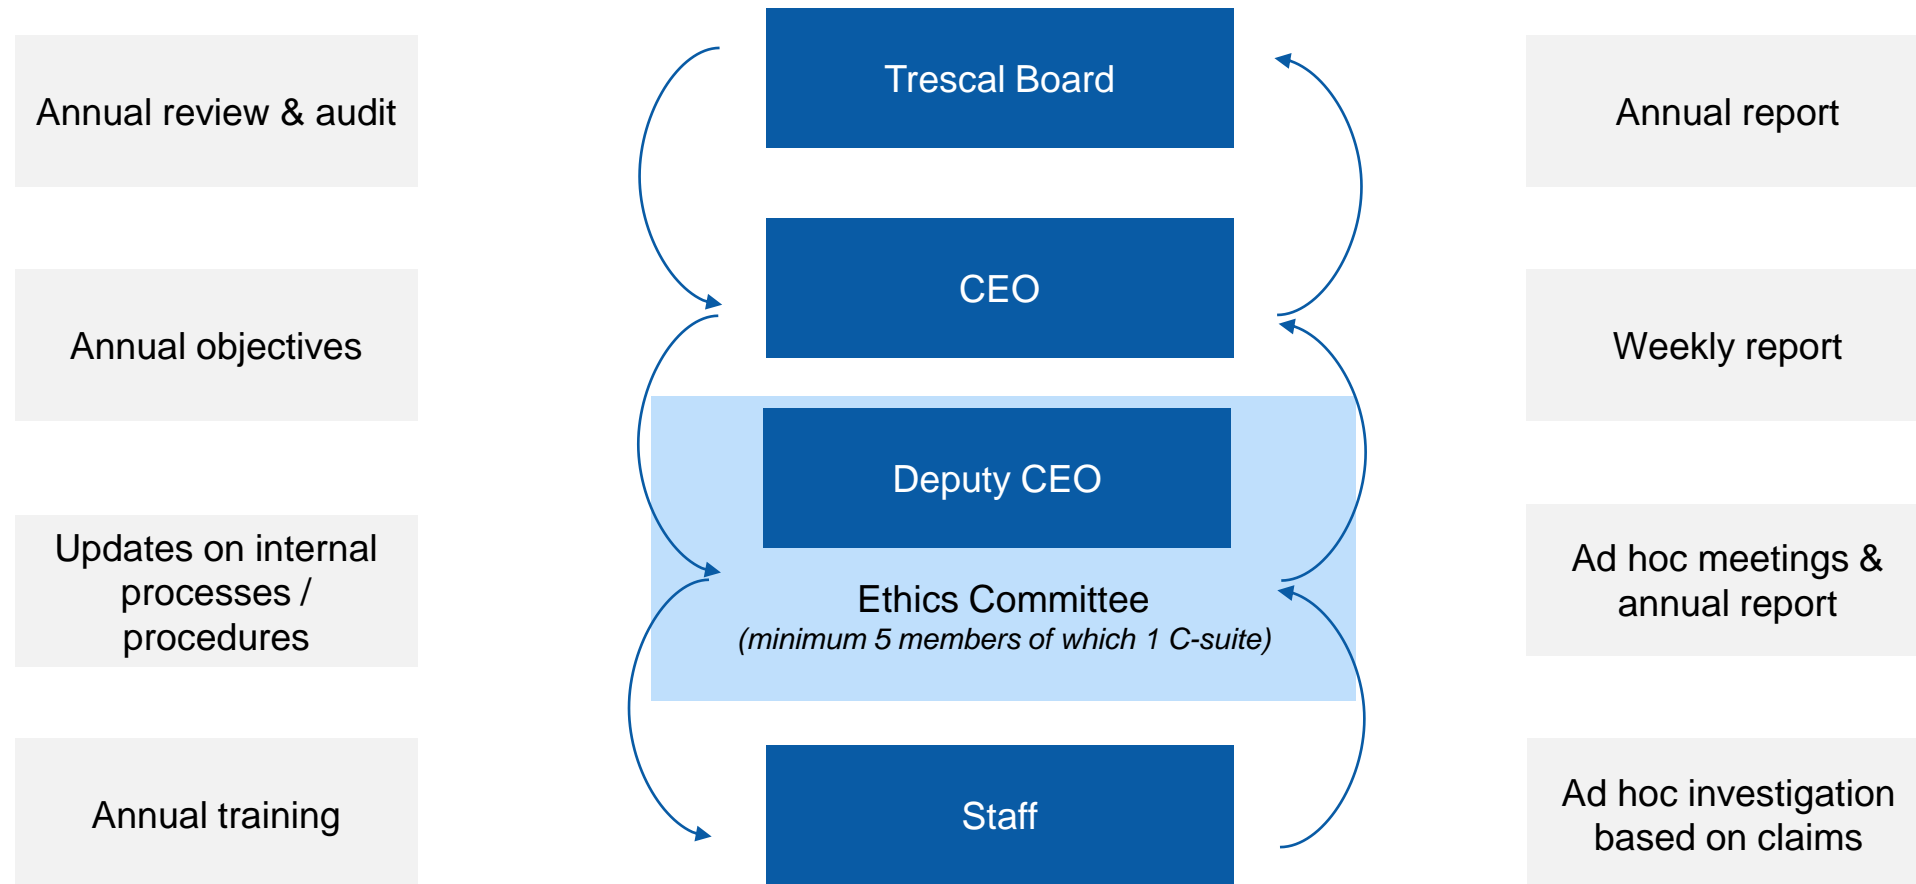 Trescal Board
Annual review & audit
Annual report
CEO
Annual objectives
Weekly report
Deputy CEO
Updates on internal
processes /
procedures
Ethics Committee
(minimum 5 members of which 1 C-suite)
Ad hoc meetings &
annual report
Annual training
Staff
Ad hoc investigation
based on claims